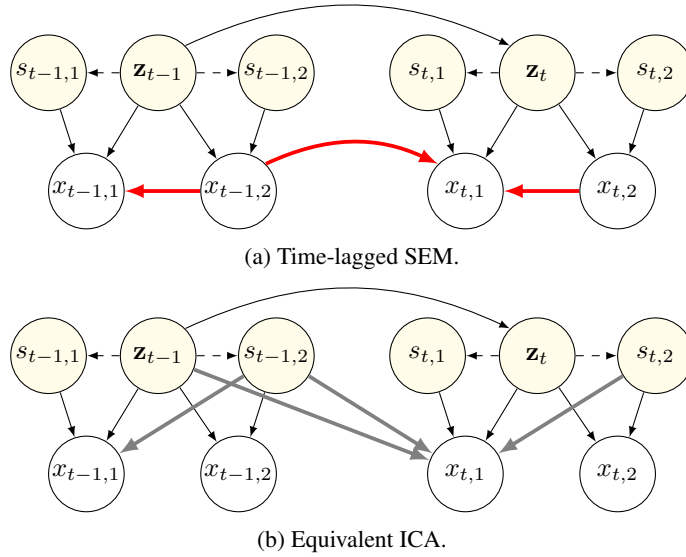 s_{t−1,1} z_{t−1} s_{t−1,2} s_{t,1} z_t s_{t,2}
x_{t−1,1} x_{t−1,2} x_{t,1} x_{t,2}
(a) Time-lagged SEM.
s_{t−1,1} z_{t−1} s_{t−1,2} s_{t,1} z_t s_{t,2}
x_{t−1,1} x_{t−1,2} x_{t,1} x_{t,2}
(b) Equivalent ICA.